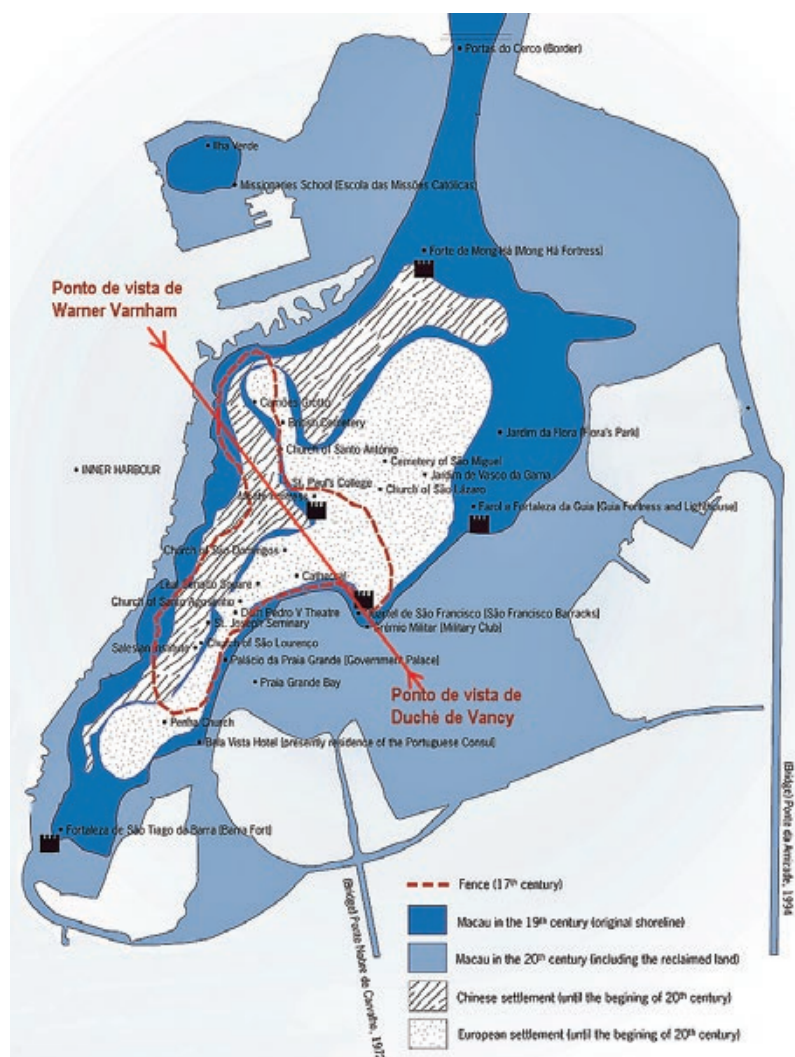 Portas do Cerco (Border)
Ilha Verde
Missionaries School (Escola das Missões Católicas)
Forte de Mong Há (Mong Há Fortress)
Ponto de vista de
Warner Varnham
Camões Grotto
British Cemetery
Jardim da Flora (Flora's Park)
Church of Santo António
INNER HARBOUR
Cemetery of São Miguel
Jardim de Vasco da Gama
St. Paul's College
Church of São Lázaro
Farol e Fortaleza da Guia (Guia Fortress and Lighthouse)
Church of São Domingos
Cathedral
Leal Senado Square
Church of Santo Agostinho
Dom Pedro V Theatre
Quartel de São Francisco (São Francisco Barracks)
St. Joseph Seminary
Grémio Militar (Military Club)
Church of São Lourenço
Salesian Institute
Palácio da Praia Grande (Government Palace)
Praia Grande Bay
Ponto de vista de
Duchè de Vancy
Penha Church
Bela Vista Hotel (presently residence of the Portuguese Consul)
Fortaleza de São Tiago da Barra (Barra Fort)
(Bridge) Ponte da Amizade, 1994
(Bridge) Ponte Nobre de Carvalho,
Fence (17th century)
Macau in the 19th century (original shoreline)
Macau in the 20th century (including the reclaimed land)
Chinese settlement (until the begining of 20th century)
European settlement (until the begining of 20th century)